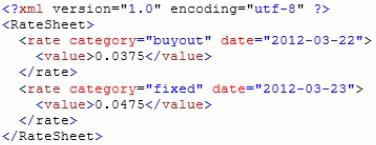 <?xml version="1.0" encoding="utf-8" ?>
<RateSheet>
  <rate category="buyout" date="2012-03-22">
    <value>0.0375</value>
  </rate>
  <rate category="fixed" date="2012-03-23">
    <value>0.0475</value>
  </rate>
</RateSheet>